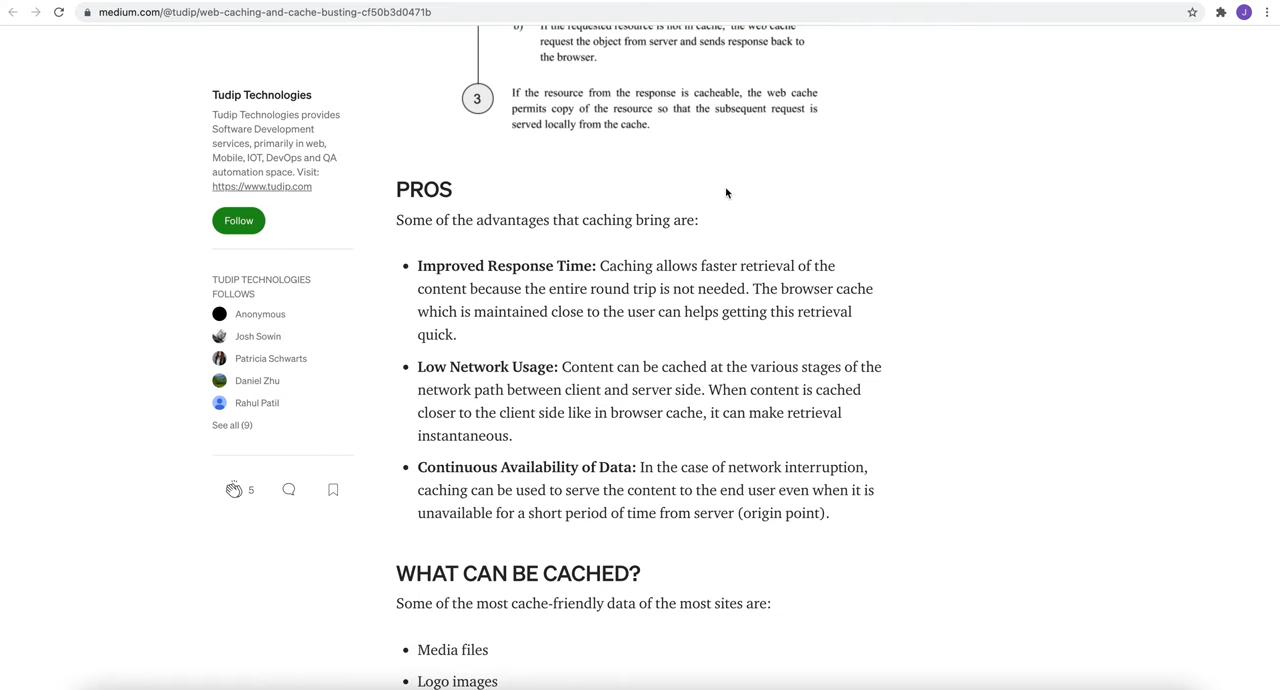 medium.com/@tudip/web-caching-and-cache-busting-cf50b3d0471b
J
b) If the requested resource is not in cache, the web cache
request the object from server and sends response back to
the browser.
3
If the resource from the response is cacheable, the web cache
permits copy of the resource so that the subsequent request is
served locally from the cache.
Tudip Technologies
Tudip Technologies provides
Software Development
services, primarily in web,
Mobile, IOT, DevOps and QA
automation space. Visit:
https://www.tudip.com
Follow
TUDIP TECHNOLOGIES
FOLLOWS
Anonymous
Josh Sowin
Patricia Schwarts
Daniel Zhu
Rahul Patil
See all (9)
5
PROS
Some of the advantages that caching bring are:
• Improved Response Time: Caching allows faster retrieval of the
content because the entire round trip is not needed. The browser cache
which is maintained close to the user can helps getting this retrieval
quick.
• Low Network Usage: Content can be cached at the various stages of the
network path between client and server side. When content is cached
closer to the client side like in browser cache, it can make retrieval
instantaneous.
• Continuous Availability of Data: In the case of network interruption,
caching can be used to serve the content to the end user even when it is
unavailable for a short period of time from server (origin point).
WHAT CAN BE CACHED?
Some of the most cache-friendly data of the most sites are:
• Media files
• Logo images